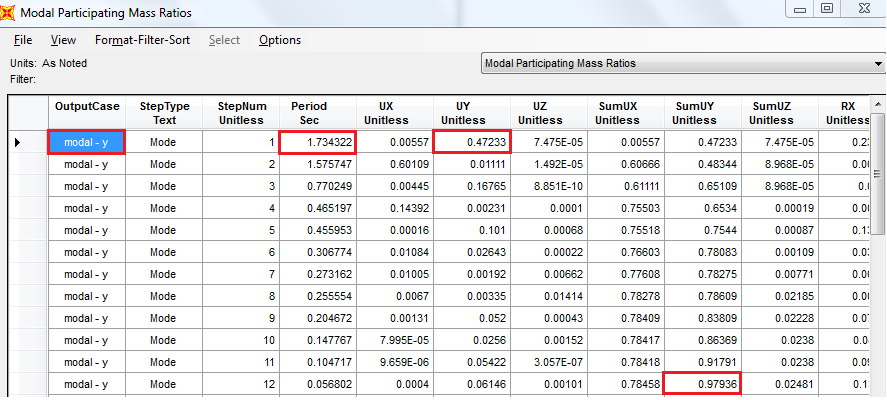 Modal Participating Mass Ratios
File View Format-Filter-Sort Select Options
Units: As Noted
Modal Participating Mass Ratios
Filter:
OutputCase StepType StepNum Period UX UY UZ SumUX SumUY SumUZ RX
Text Unitless Sec Unitless Unitless Unitless Unitless Unitless Unitless Unitless
modal - y Mode 1 1.734322 0.00557 0.47233 7.475E-05 0.00557 0.47233 7.475E-05
modal - y Mode 2 1.575747 0.60109 0.01111 1.492E-05 0.60666 0.48344 8.968E-05
modal - y Mode 3 0.770249 0.00445 0.16765 8.851E-10 0.61111 0.65109 8.968E-05
modal - y Mode 4 0.465197 0.14392 0.00231 0.0001 0.75503 0.6534 0.00019
modal - y Mode 5 0.455953 0.00016 0.101 0.00068 0.75518 0.7544 0.00087
modal - y Mode 6 0.306774 0.01084 0.02643 0.00022 0.76603 0.78083 0.00109
modal - y Mode 7 0.273162 0.01005 0.00192 0.00662 0.77608 0.78275 0.00771
modal - y Mode 8 0.255554 0.0067 0.00335 0.01414 0.78278 0.78609 0.02185
modal - y Mode 9 0.204672 0.00131 0.052 0.00043 0.78409 0.83809 0.02228
modal - y Mode 10 0.147767 7.995E-05 0.0256 0.00152 0.78417 0.86369 0.0238
modal - y Mode 11 0.104717 9.659E-06 0.05422 3.057E-07 0.78418 0.91791 0.0238
modal - y Mode 12 0.056802 0.0004 0.06146 0.00101 0.78458 0.97936 0.02481